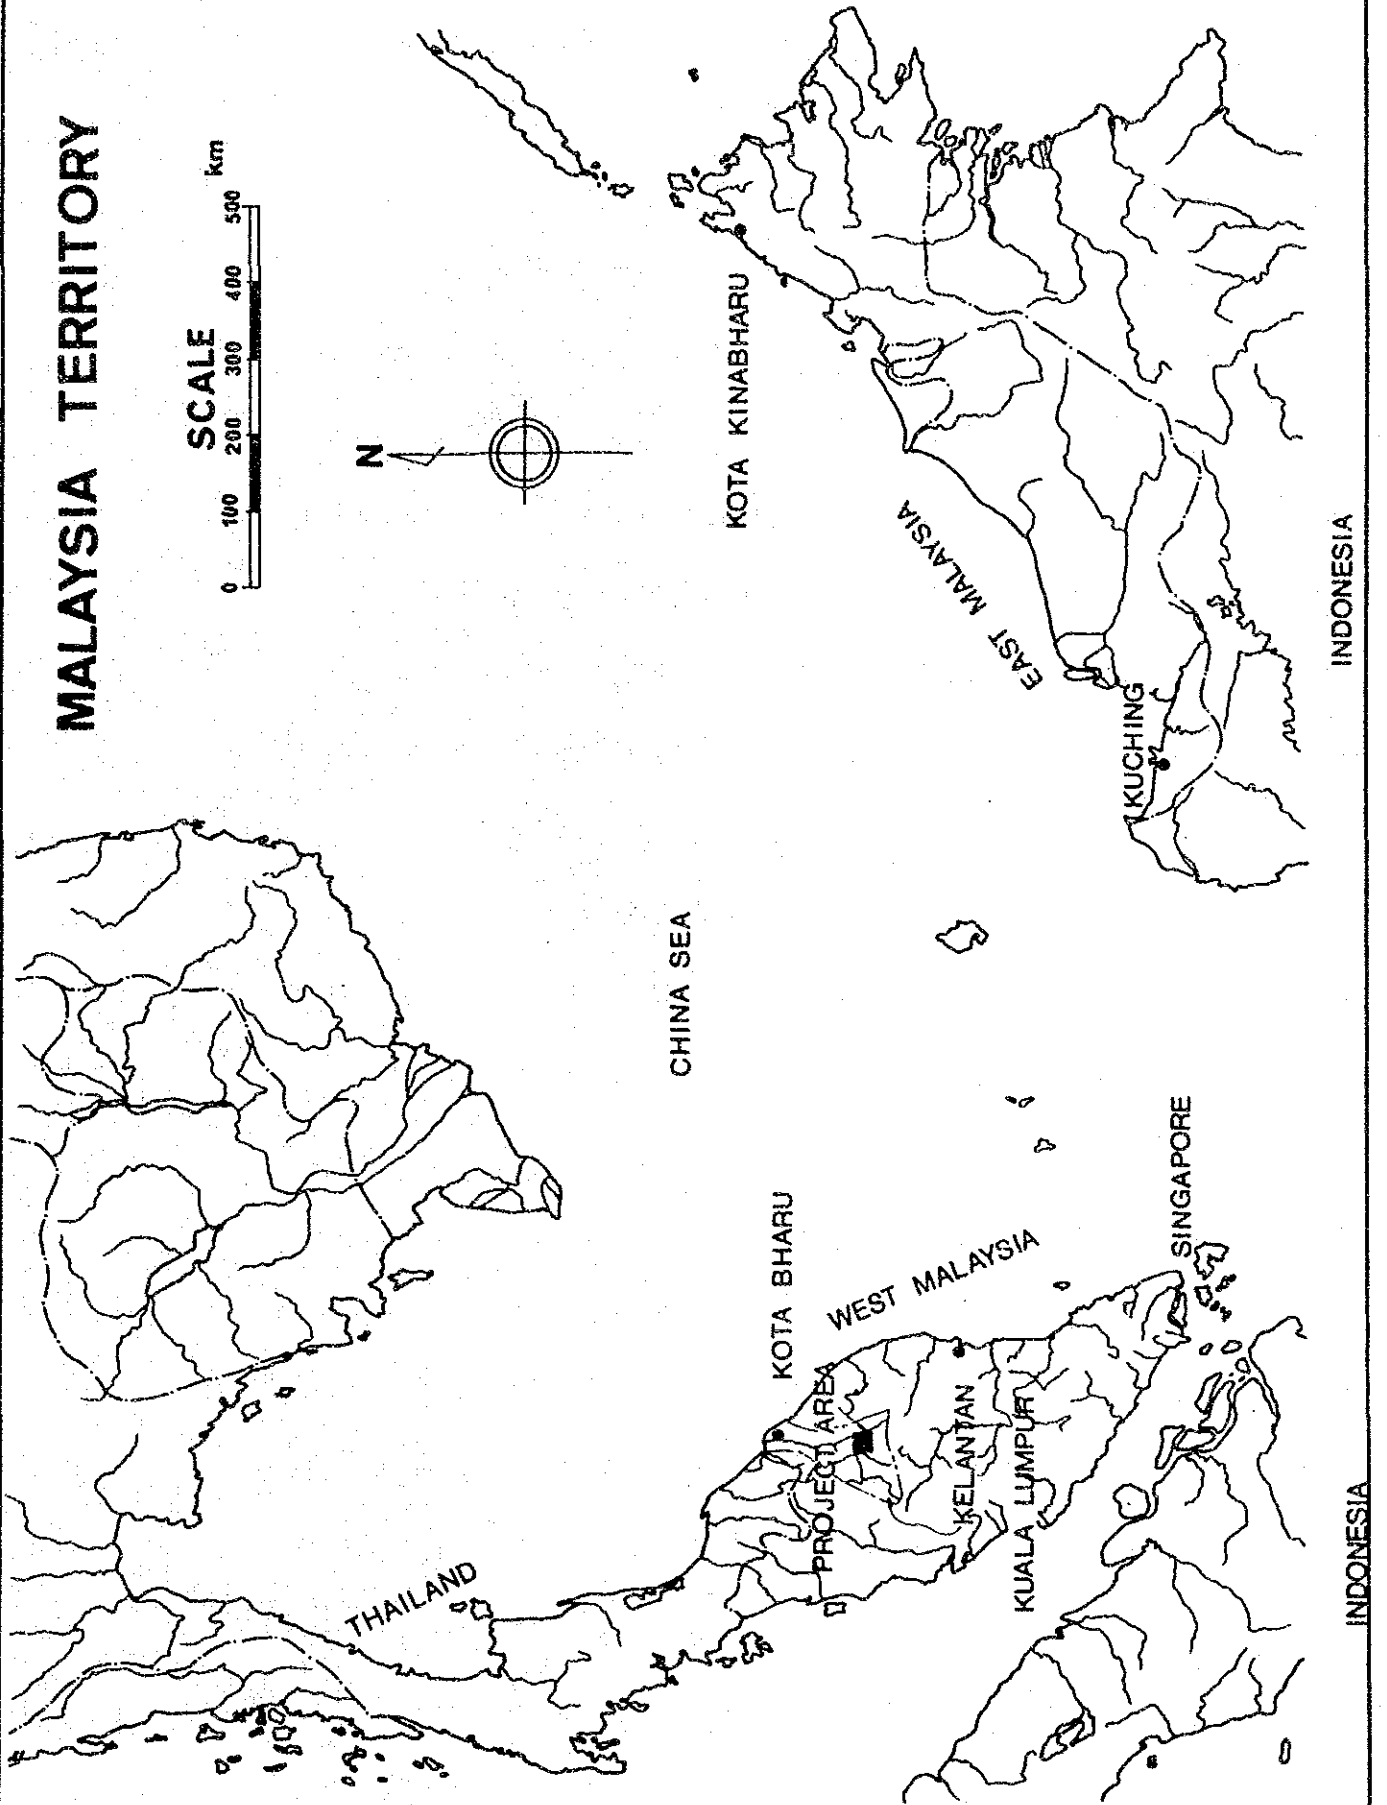 MALAYSIA TERRITORY
SCALE
0 100 200 300 400 500 km
N
THAILAND
CHINA SEA
KOTA KINABHARU
EAST MALAYSIA
KUCHING
INDONESIA
KOTA BHARU
WEST MALAYSIA
PROJECT AREA
KELANTAN
KUALA LUMPUR
SINGAPORE
INDONESIA